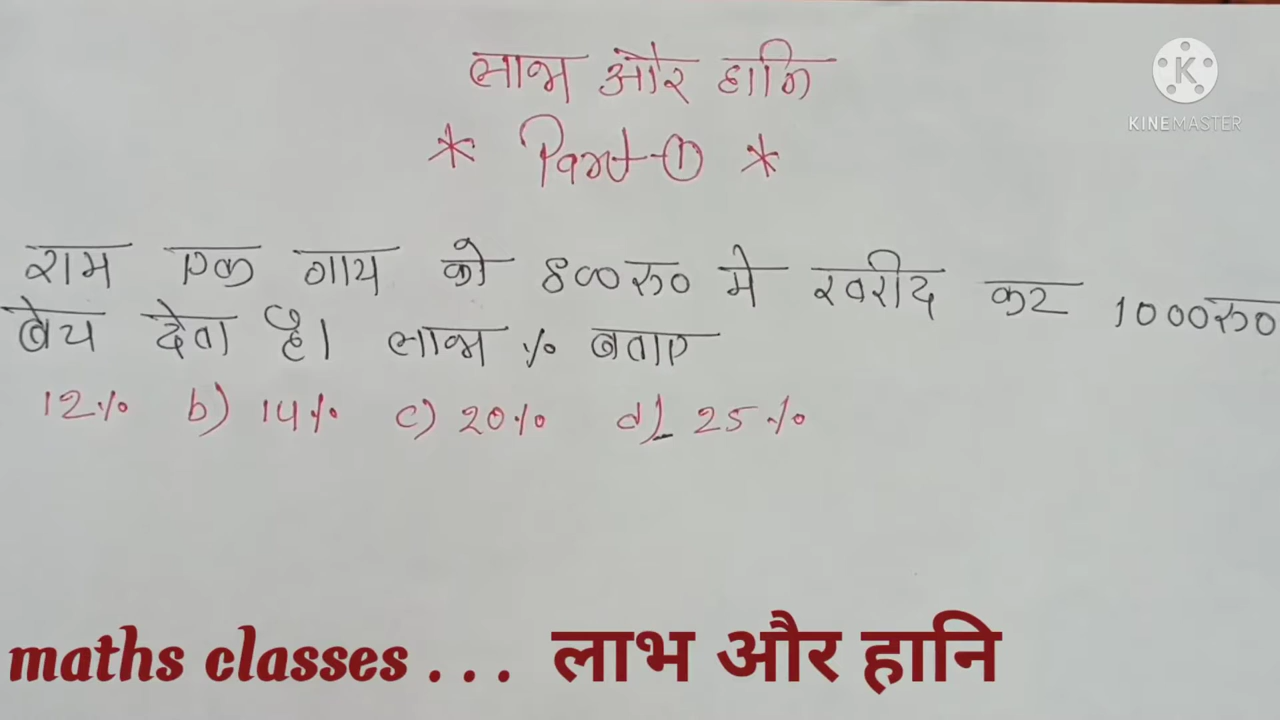 लाभ और हानि
* Part-① *
KINEMASTER
राम एक गाय को 800रु० मे खरीद कर 1000रु०
बेच देता है। लाभ % बताए
12% b) 14% c) 20% d) 25%
maths classes . . . लाभ और हानि